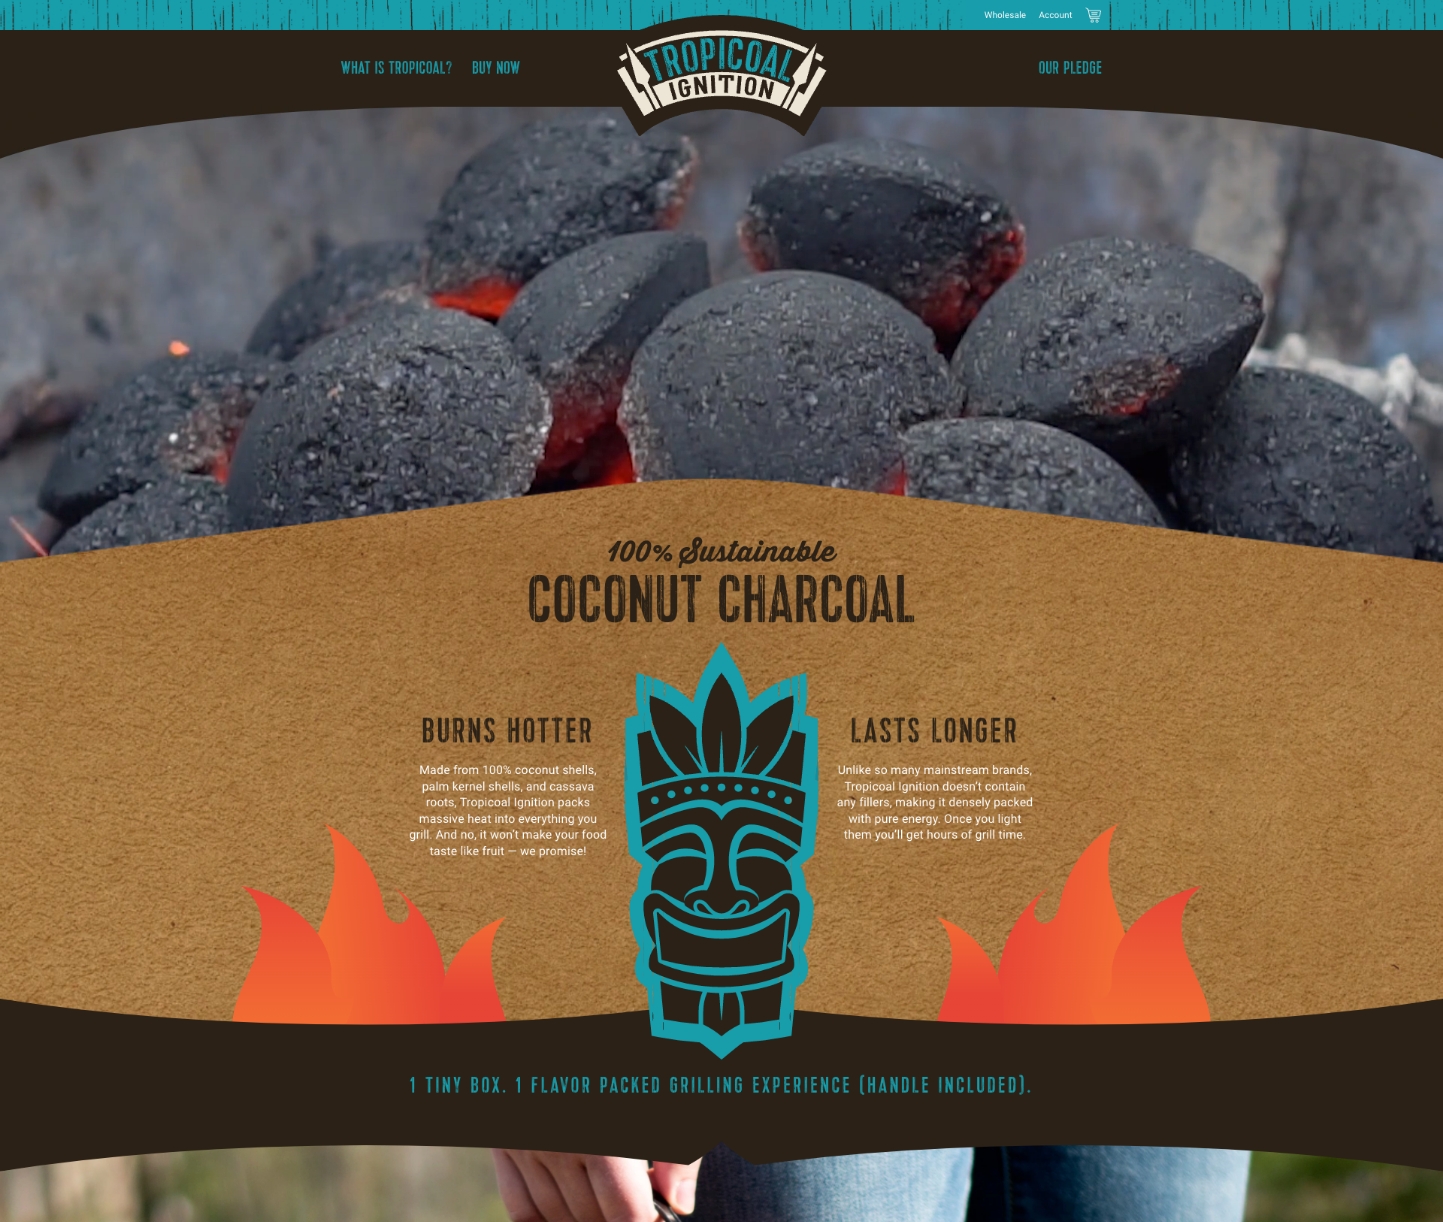 Wholesale Account
WHAT IS TROPICOAL? BUY NOW
TROPICOAL
IGNITION
OUR PLEDGE
100% Sustainable
COCONUT CHARCOAL
BURNS HOTTER
Made from 100% coconut shells,
palm kernel shells, and cassava
roots, Tropicoal Ignition packs
massive heat into everything you
grill. And no, it won't make your food
taste like fruit — we promise!
LASTS LONGER
Unlike so many mainstream brands,
Tropicoal Ignition doesn't contain
any fillers, making it densely packed
with pure energy. Once you light
them you'll get hours of grill time.
1 TINY BOX. 1 FLAVOR PACKED GRILLING EXPERIENCE (HANDLE INCLUDED).